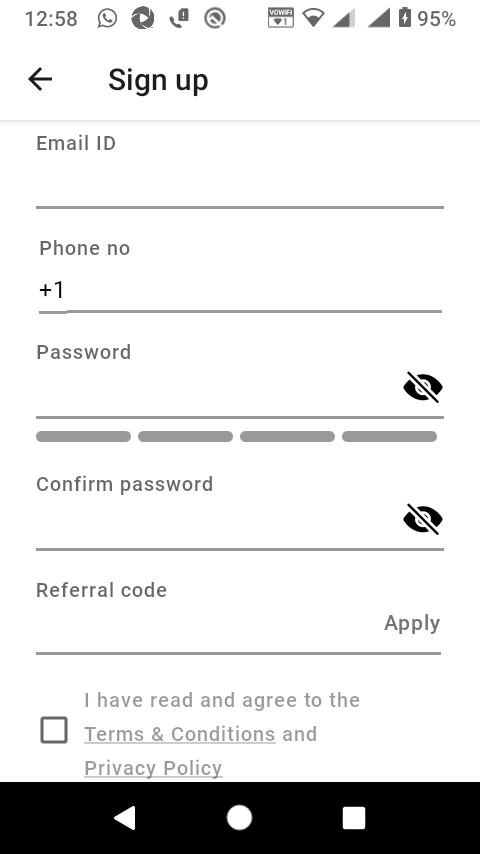 12:58
VOWIFI
1
95%
Sign up
Email ID
Phone no
+1
Password
Confirm password
Referral code
Apply
I have read and agree to the
Terms & Conditions and
Privacy Policy